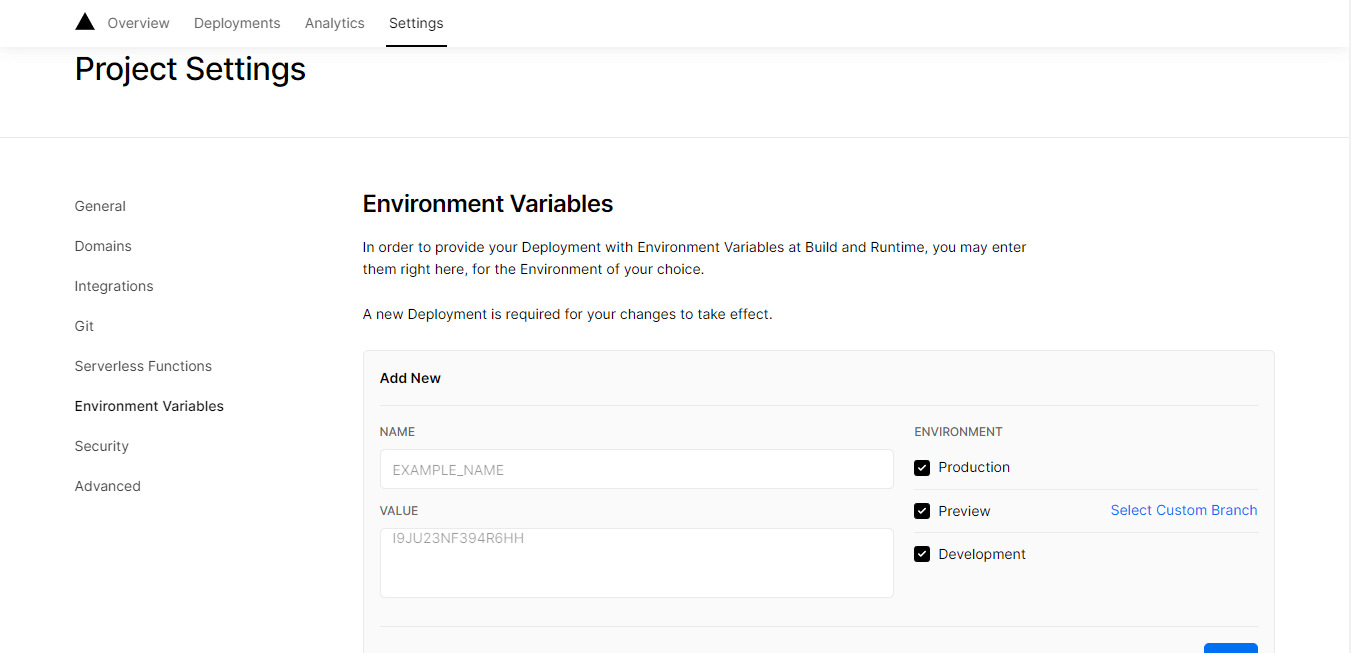 Overview Deployments Analytics Settings
Project Settings
General
Domains
Integrations
Git
Serverless Functions
Environment Variables
Security
Advanced
Environment Variables
In order to provide your Deployment with Environment Variables at Build and Runtime, you may enter
them right here, for the Environment of your choice.
A new Deployment is required for your changes to take effect.
Add New
NAME
EXAMPLE_NAME
VALUE
I9JU23NF394R6HH
ENVIRONMENT
Production
Preview Select Custom Branch
Development